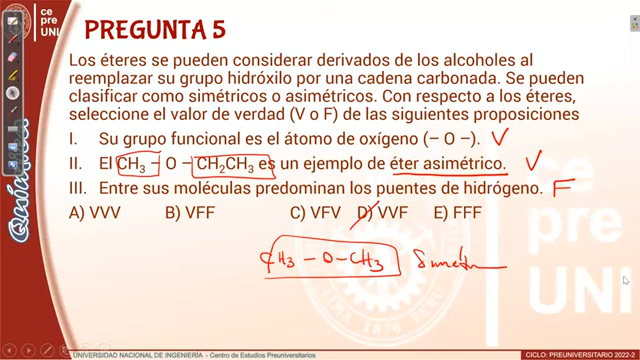 ce
pre
UNI
PREGUNTA 5
Los éteres se pueden considerar derivados de los alcoholes al
reemplazar su grupo hidróxilo por una cadena carbonada. Se pueden
clasificar como simétricos o asimétricos. Con respecto a los éteres,
seleccione el valor de verdad (V o F) de las siguientes proposiciones
I. Su grupo funcional es el átomo de oxígeno (– O –). V
II. El CH3 – O – CH2CH3 es un ejemplo de éter asimétrico. V
III. Entre sus moléculas predominan los puentes de hidrógeno. F
A) VVV B) VFF C) VFV D) VVF E) FFF
CH3 – O – CH3
Química
ce
pre
UNI
UNIVERSIDAD NACIONAL DE INGENIERÍA - Centro de Estudios Preuniversitarios
CICLO: PREUNIVERSITARIO 2022-2